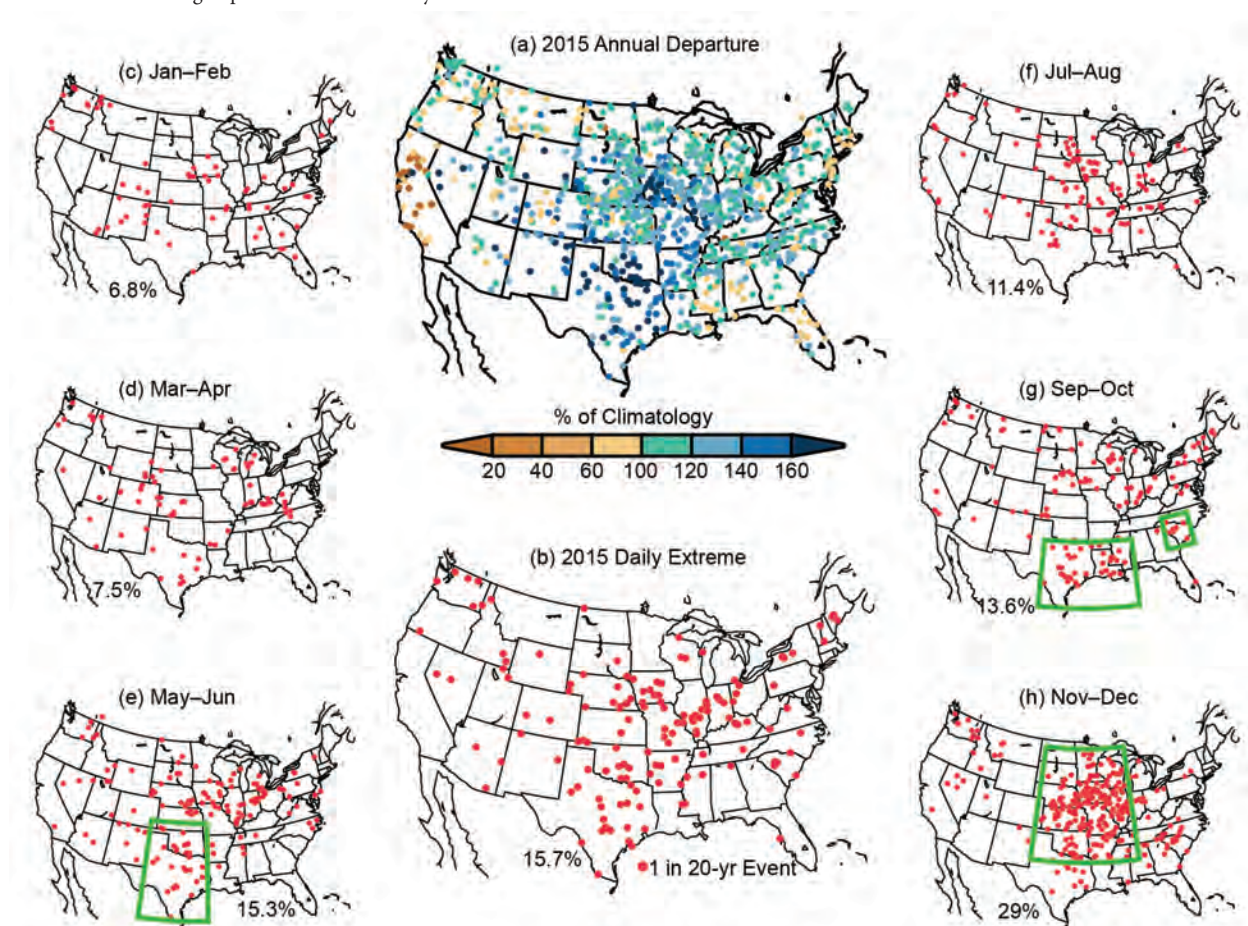 (a) 2015 Annual Departure
(c) Jan–Feb
6.8%
(f) Jul–Aug
11.4%
(d) Mar–Apr
7.5%
% of Climatology
20 40 60 100 120 140 160
(g) Sep–Oct
13.6%
(b) 2015 Daily Extreme
15.7%
1 in 20-yr Event
(e) May–Jun
15.3%
(h) Nov–Dec
29%